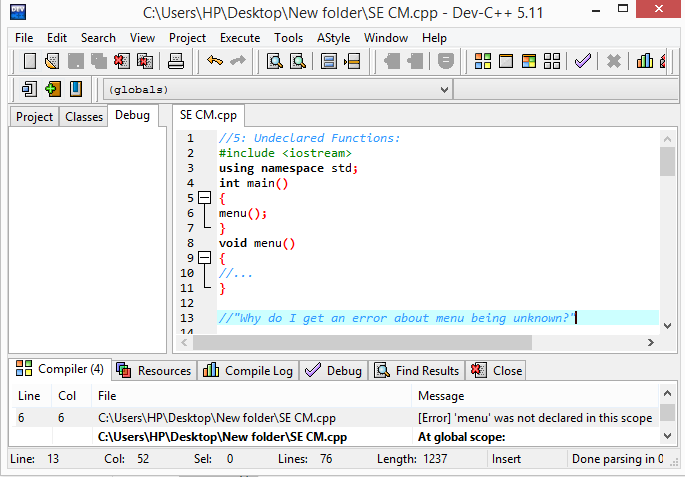 C:\Users\HP\Desktop\New folder\SE CM.cpp - Dev-C++ 5.11
File Edit Search View Project Execute Tools AStyle Window Help
(globals)
Project Classes Debug SE CM.cpp
1 //5: Undeclared Functions:
2 #include <iostream>
3 using namespace std;
4 int main()
5 {
6 menu();
7 }
8 void menu()
9 {
10 //...
11 }
12
13 //"Why do I get an error about menu being unknown?"
14
Compiler (4) Resources Compile Log Debug Find Results Close
Line Col File Message
6 6 C:\Users\HP\Desktop\New folder\SE CM.cpp [Error] 'menu' was not declared in this scope
C:\Users\HP\Desktop\New folder\SE CM.cpp At global scope:
Line: 13 Col: 52 Sel: 0 Lines: 76 Length: 1237 Insert Done parsing in 0